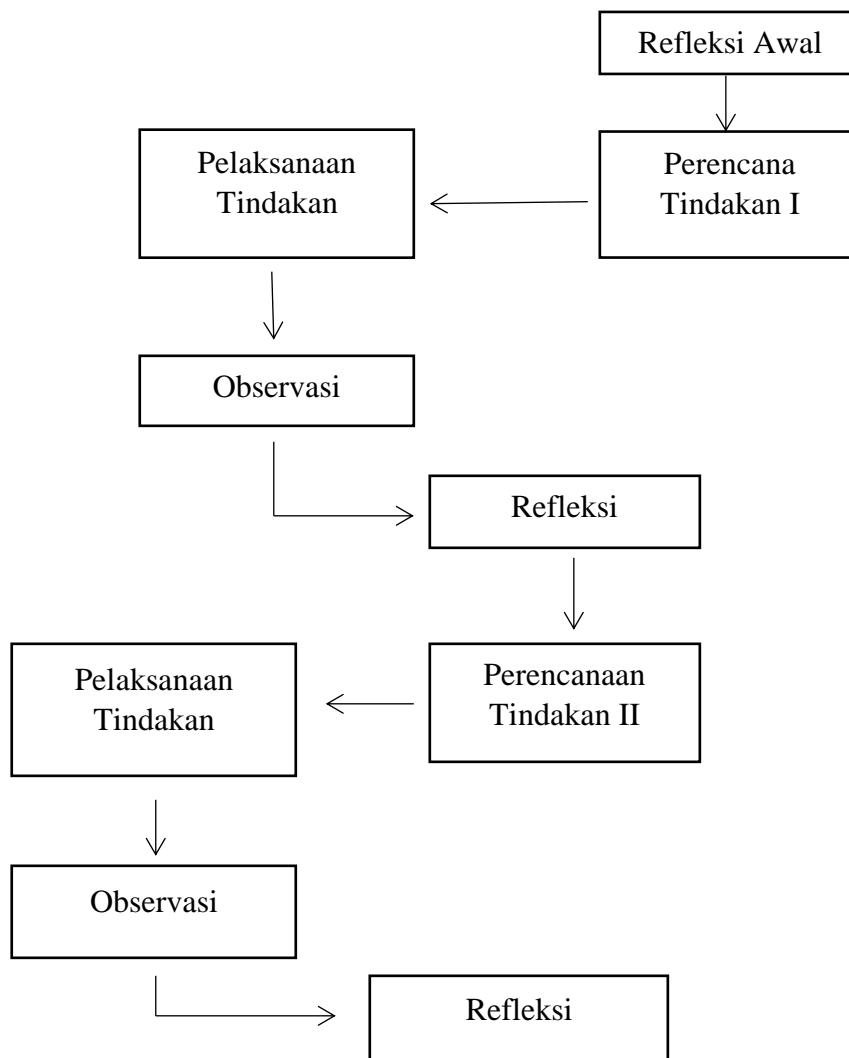 Refleksi Awal
Perencana
Tindakan I
Pelaksanaan
Tindakan
Observasi
Refleksi
Perencanaan
Tindakan II
Pelaksanaan
Tindakan
Observasi
Refleksi